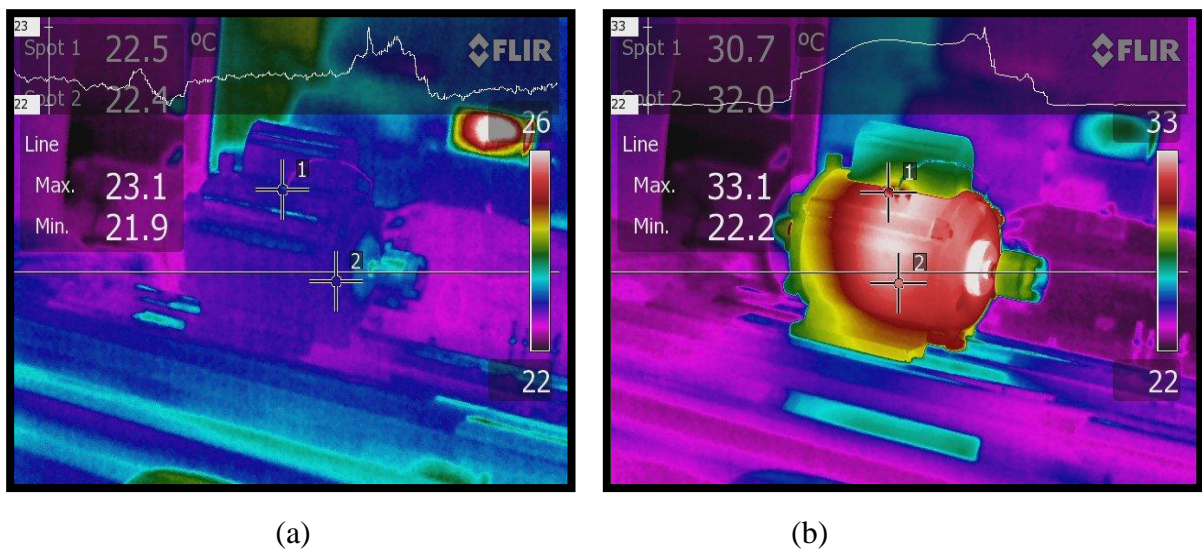 23
Spot 1 22.5 °C
FLIR
Spot 2 22.4
22
Line
Max. 23.1
Min. 21.9
1
2
26
22
(a)
33
Spot 1 30.7 °C
FLIR
Spot 2 32.0
22
Line
Max. 33.1
Min. 22.2
1
2
33
22
(b)